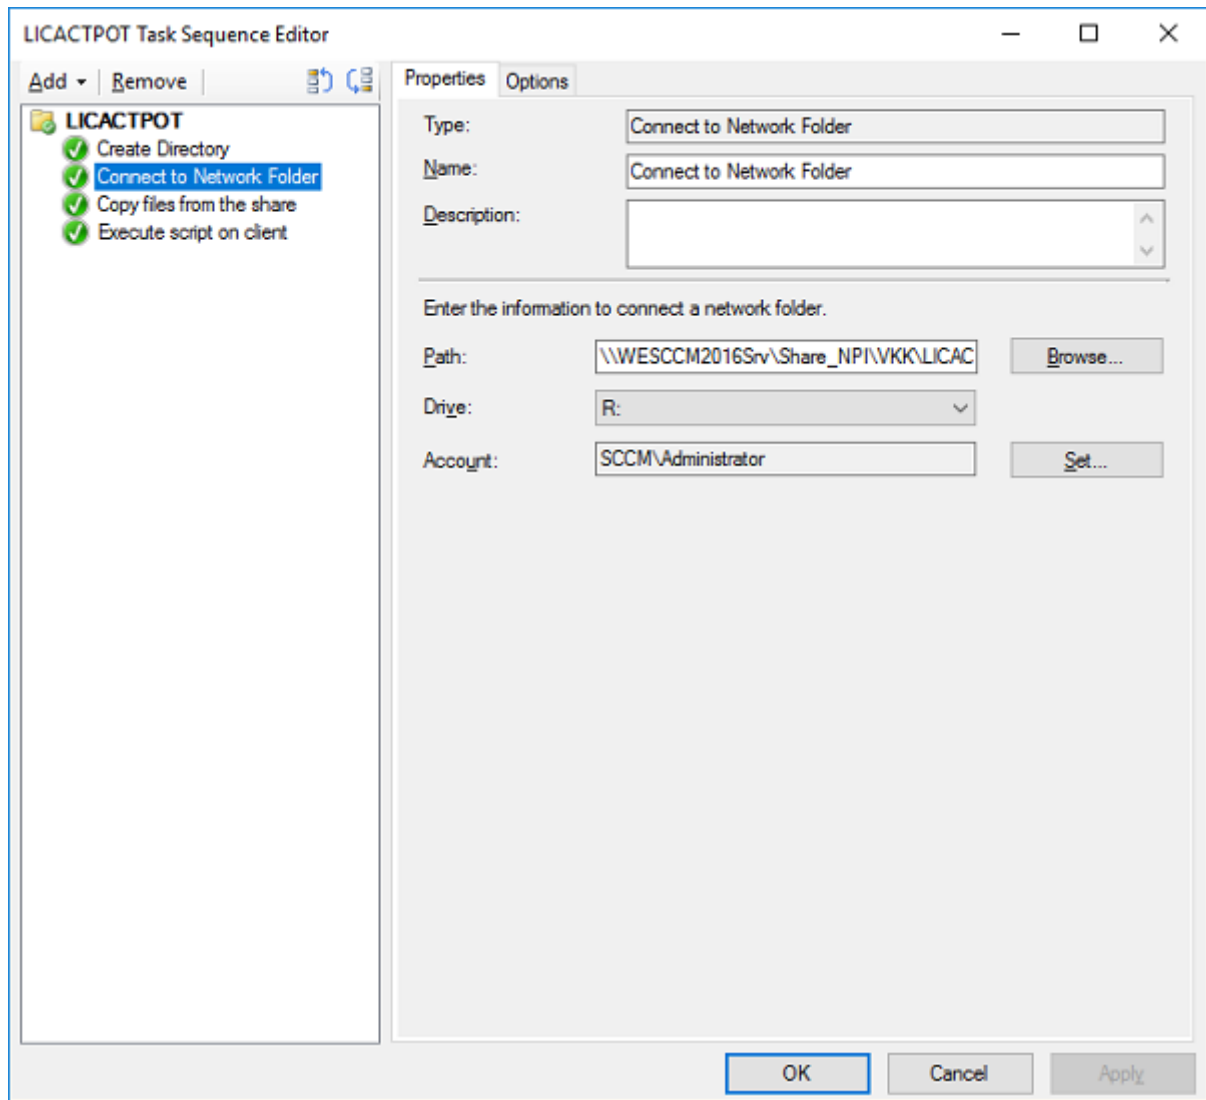 LICACTPOT Task Sequence Editor
Add Remove
Properties Options
LICACTPOT
Create Directory
Connect to Network Folder
Copy files from the share
Execute script on client
Type: Connect to Network Folder
Name: Connect to Network Folder
Description:
Enter the information to connect a network folder.
Path: \\WESCCM2016Srv\Share_NPI\VKK\LICAC Browse...
Drive: R:
Account: SCCM\Administrator Set...
OK Cancel Apply